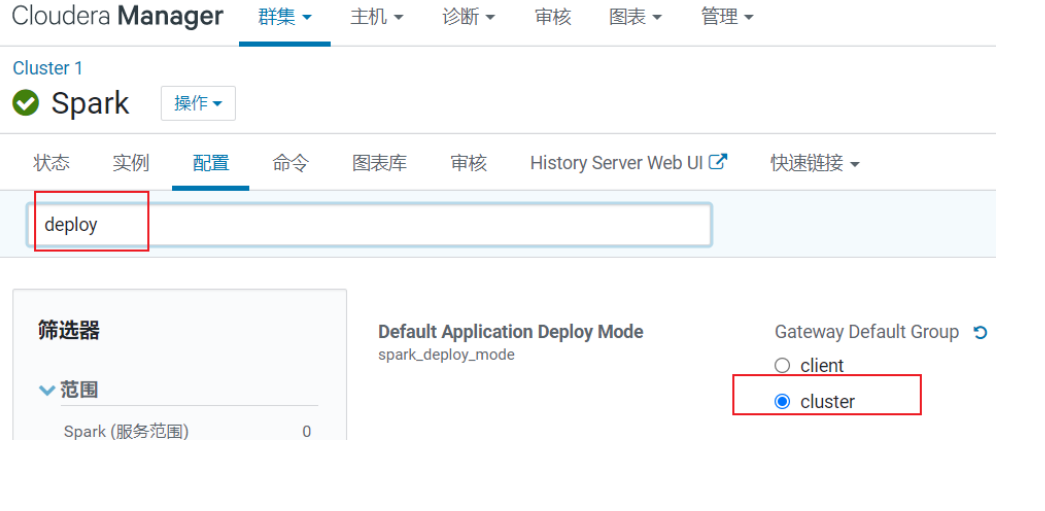 Cloudera Manager 群集 主机 诊断 审核 图表 管理
Cluster 1
Spark 操作
状态 实例 配置 命令 图表库 审核 History Server Web UI 快速链接
deploy
筛选器
Default Application Deploy Mode Gateway Default Group
spark_deploy_mode
client
范围
cluster
Spark (服务范围) 0